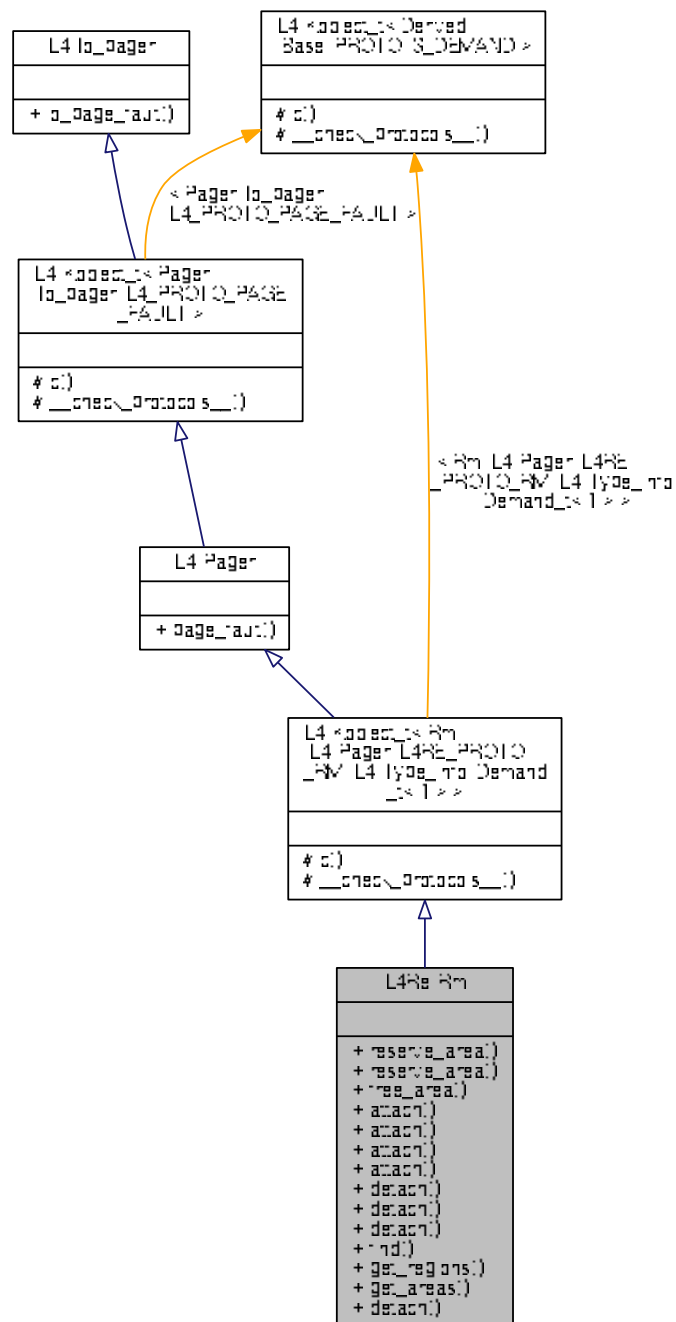 L4 Io_pager
+ io_page_fault()
L4 Kobject_t< Derived
Base PROTO S_DEMAND >
# c()
# __check_protocols__()
< Pager Io_pager
L4_PROTO_PAGE_FAULT >
L4 Kobject_t< Pager
Io_pager L4_PROTO_PAGE
_FAULT >
# c()
# __check_protocols__()
< Rm L4 Pager L4RE
_PROTO_RM L4 Type_info
Demand_t< 1 > >
L4 Pager
+ page_fault()
L4 Kobject_t< Rm
L4 Pager L4RE_PROTO
_RM L4 Type_info Demand
_t< 1 > >
# c()
# __check_protocols__()
L4Re Rm
+ reserve_area()
+ reserve_area()
+ free_area()
+ attach()
+ attach()
+ attach()
+ attach()
+ detach()
+ detach()
+ detach()
+ find()
+ get_regions()
+ get_areas()
+ detach()